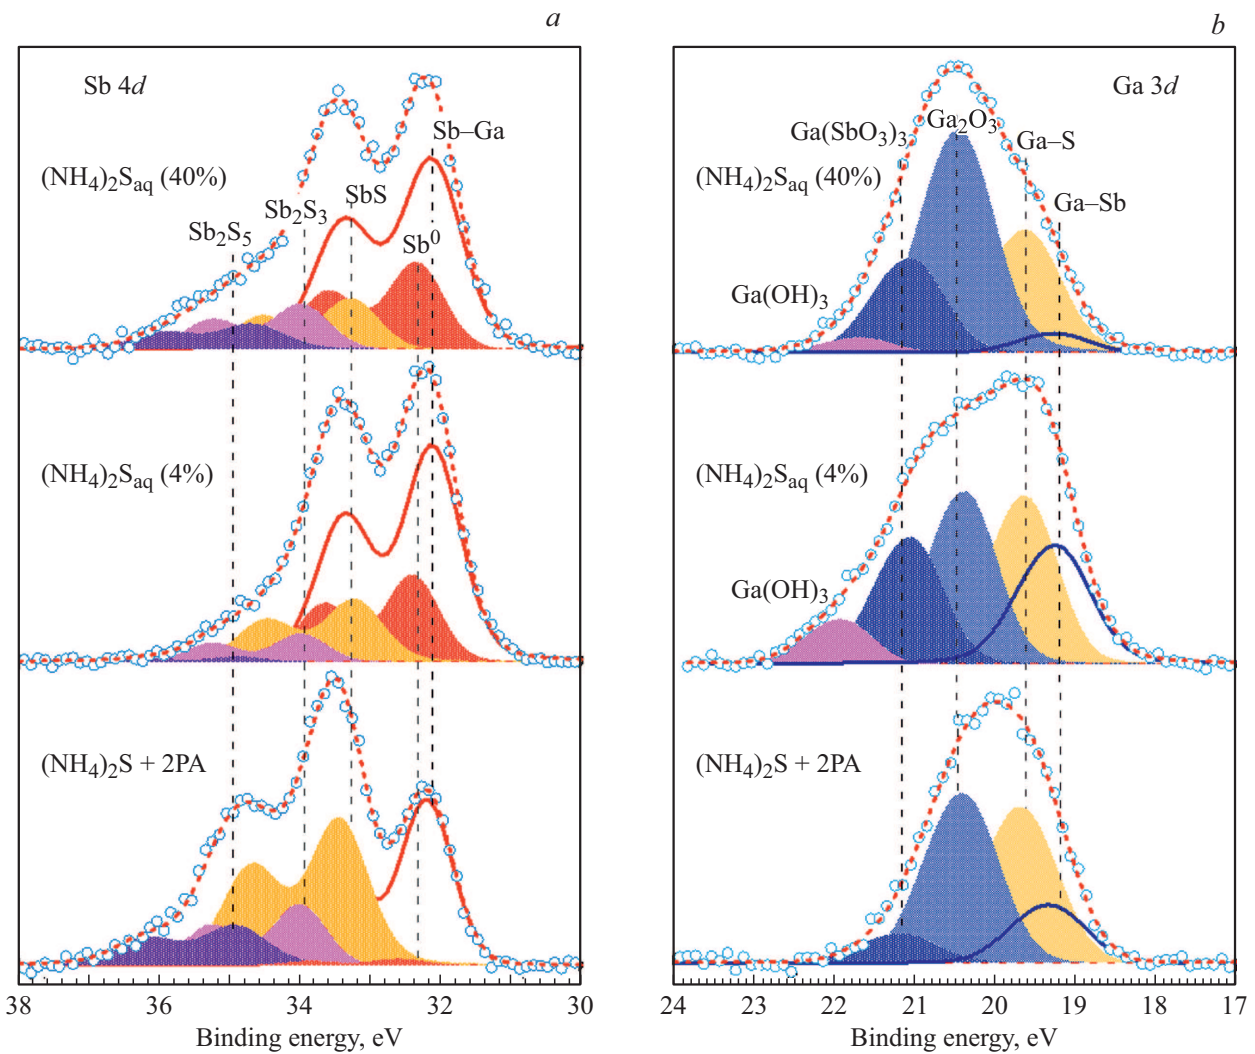 a
b
Sb 4d
Ga 3d
Sb–Ga
Ga(SbO3)3
Ga2O3
Ga–S
(NH4)2Saq (40%)
SbS
Sb2S3
Sb2S5
Sb0
(NH4)2Saq (40%)
Ga–Sb
Ga(OH)3
(NH4)2Saq (4%)
(NH4)2Saq (4%)
Ga(OH)3
(NH4)2S + 2PA
(NH4)2S + 2PA
38 36 34 32 30
24 23 22 21 20 19 18 17
Binding energy, eV
Binding energy, eV